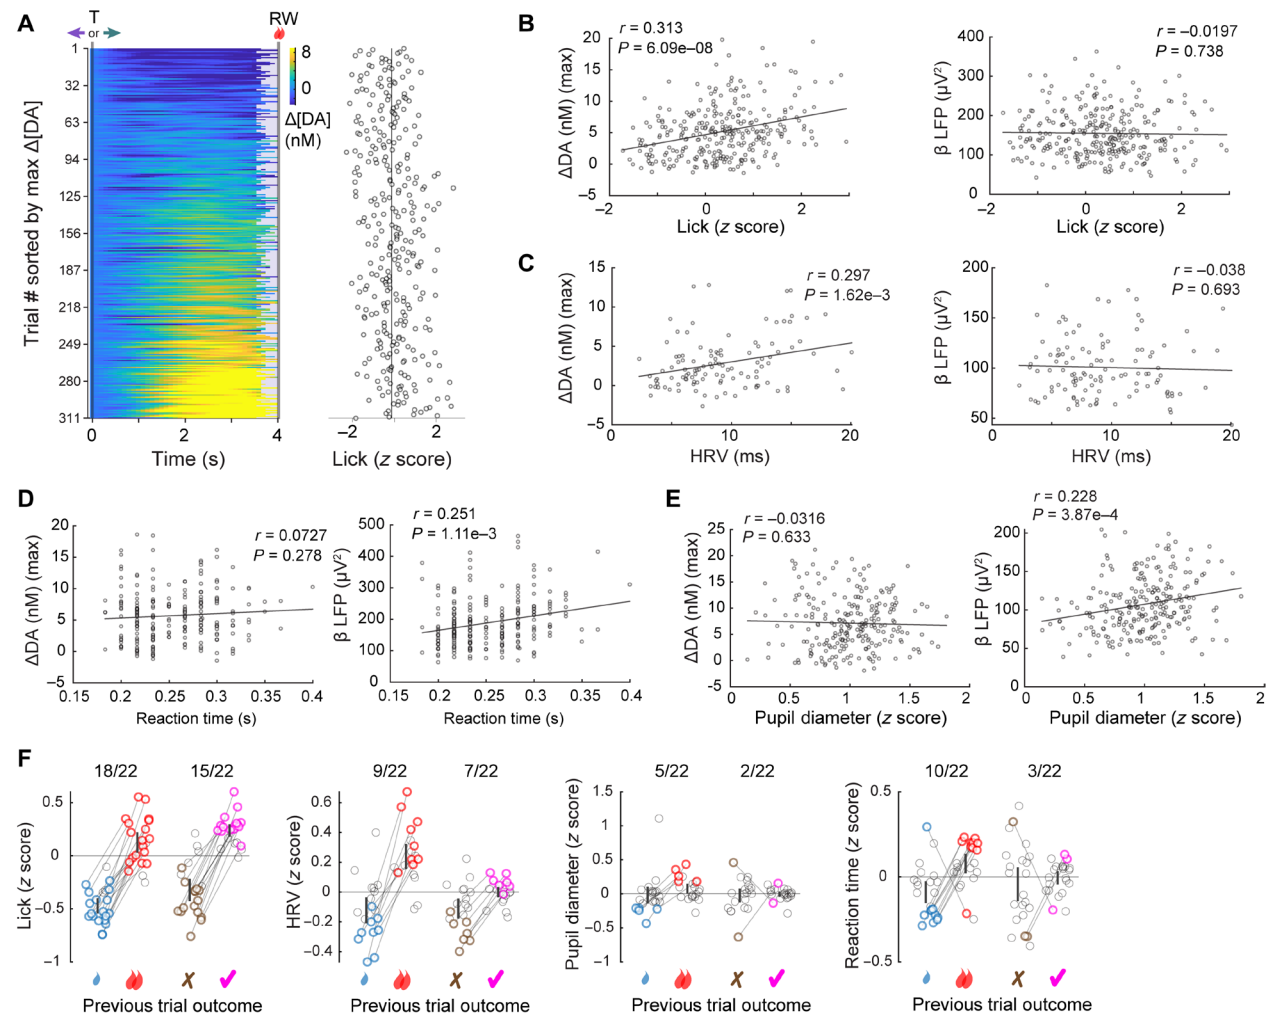 A
T
or
RW
8
0
Δ[DA]
(nM)
Trial # sorted by max Δ[DA]
1
32
63
94
125
156
187
218
249
280
311
0
2
4
Time (s)
−2
0
2
Lick (z score)
B
r = 0.313
P = 6.09e–08
ΔDA (nM) (max)
20
15
10
5
0
−5
−2
0
2
Lick (z score)
r = −0.0197
P = 0.738
β LFP (μV²)
400
300
200
100
0
−2
0
2
Lick (z score)
C
r = 0.297
P = 1.62e−3
ΔDA (nM) (max)
15
10
5
0
−5
0
10
20
HRV (ms)
r = −0.038
P = 0.693
β LFP (μV²)
200
150
100
50
0
10
20
HRV (ms)
D
r = 0.0727
P = 0.278
ΔDA (nM) (max)
20
15
10
5
0
−5
0.15
0.2
0.25
0.3
0.35
0.4
Reaction time (s)
r = 0.251
P = 1.11e−3
β LFP (μV²)
500
400
300
200
100
0
0.15
0.2
0.25
0.3
0.35
0.4
Reaction time (s)
E
r = −0.0316
P = 0.633
ΔDA (nM) (max)
25
20
15
10
5
0
−5
0
0.5
1
1.5
2
Pupil diameter (z score)
r = 0.228
P = 3.87e−4
β LFP (μV²)
200
150
100
50
0
0
0.5
1
1.5
2
Pupil diameter (z score)
F
18/22
15/22
Lick (z score)
0.5
0
−0.5
−1
✗
✓
Previous trial outcome
9/22
7/22
HRV (z score)
0.6
0.4
0.2
0
−0.2
−0.4
✗
✓
Previous trial outcome
5/22
2/22
Pupil diameter (z score)
1.5
1
0.5
0
−0.5
−1
✗
✓
Previous trial outcome
10/22
3/22
Reaction time (z score)
0.5
0
−0.5
✗
✓
Previous trial outcome